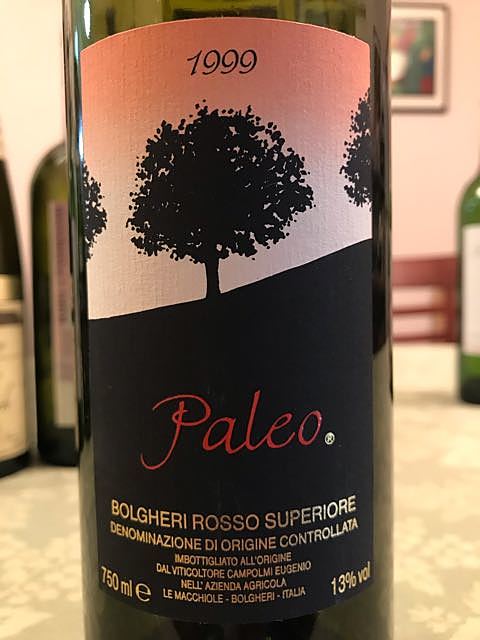 1999
Paleo®
BOLGHERI ROSSO SUPERIORE
DENOMINAZIONE DI ORIGINE CONTROLLATA
IMBOTTIGLIATO ALL'ORIGINE
DAL VITICOLTORE CAMPOLMI EUGENIO
NELL' AZIENDA AGRICOLA
LE MACCHIOLE - BOLGHERI - ITALIA
750 ml e
13% vol